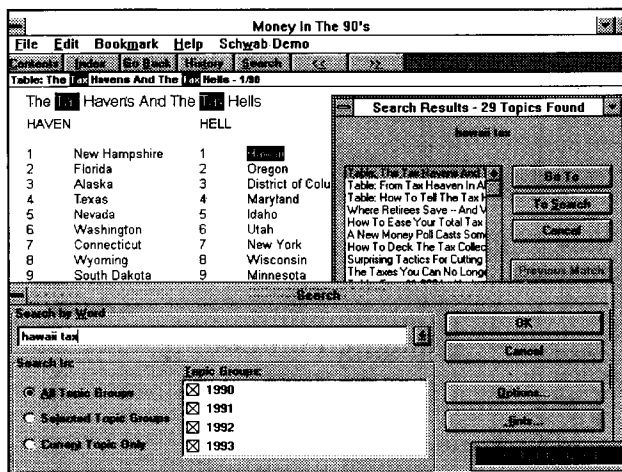 Money In The 90's
File Edit Bookmark Help Schwab Demo
Contents Index Go Back History Search << >>
Table: The Tax Havens And The Tax Hells - 1/90
The Tax Havens And The Tax Hells
HAVEN HELL
1 New Hampshire 1 Hawaii
2 Florida 2 Oregon
3 Alaska 3 District of Colu
4 Texas 4 Maryland
5 Nevada 5 Idaho
6 Washington 6 Utah
7 Connecticut 7 New York
8 Wyoming 8 Wisconsin
9 South Dakota 9 Minnesota
Search Results - 29 Topics Found
hawaii tax
Table: The Tax Havens And
Table: From Tax Heaven In Al
Table: How To Tell The Tax H
Where Retirees Save -- And V
How To Ease Your Total Tax
A New Money Poll Casts Som
How To Deck The Tax Collec
Surprising Tactics For Cutting
The Taxes You Can No Longe
Go To
To Search
Cancel
Previous Match
Search
Search by Word
hawaii tax
Search In:
All Topic Groups
Selected Topic Groups
Current Topic Only
Topic Groups:
1990
1991
1992
1993
OK
Cancel
Options...
Hints...